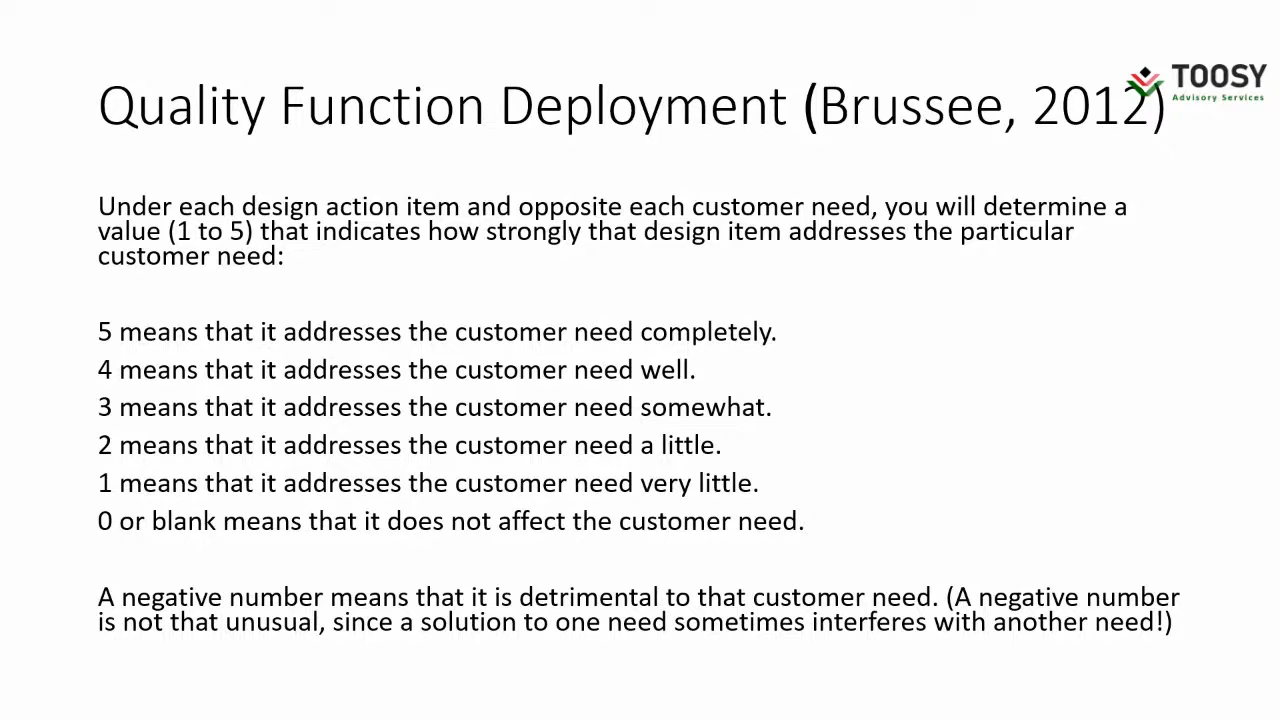 TOOSY
Advisory Services
Quality Function Deployment (Brussee, 2012)
Under each design action item and opposite each customer need, you will determine a
value (1 to 5) that indicates how strongly that design item addresses the particular
customer need:
5 means that it addresses the customer need completely.
4 means that it addresses the customer need well.
3 means that it addresses the customer need somewhat.
2 means that it addresses the customer need a little.
1 means that it addresses the customer need very little.
0 or blank means that it does not affect the customer need.
A negative number means that it is detrimental to that customer need. (A negative number
is not that unusual, since a solution to one need sometimes interferes with another need!)